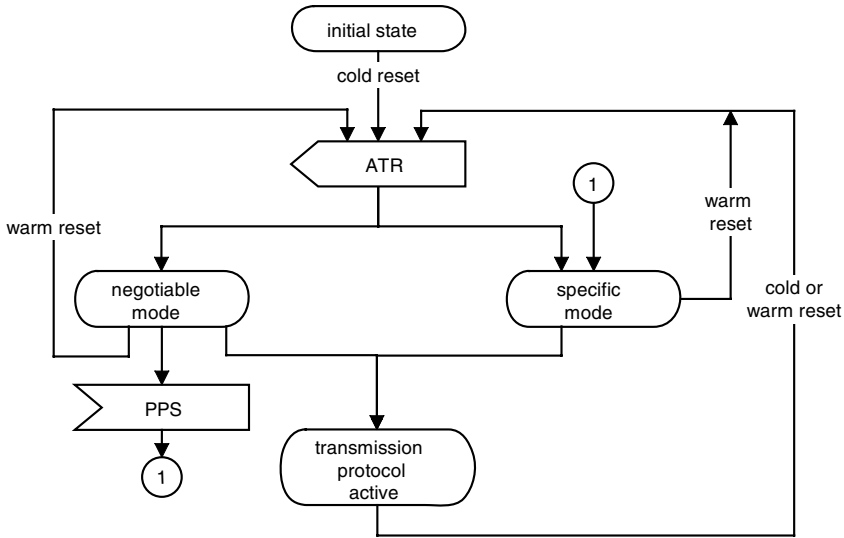 initial state
cold reset
ATR
1
warm reset
warm
reset
negotiable
mode
specific
mode
cold or
warm reset
PPS
transmission
protocol
active
1